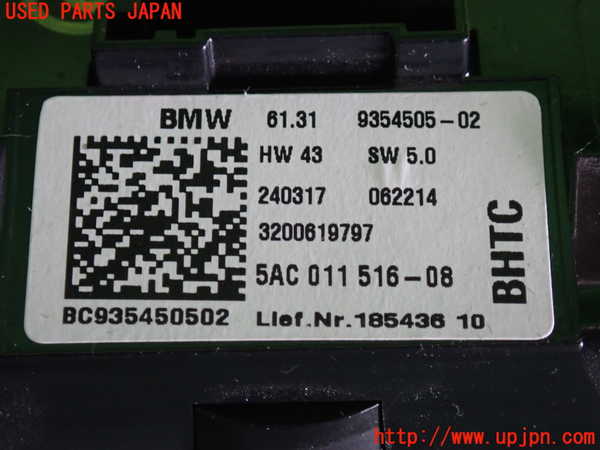 USED PARTS JAPAN
BMW 61.31 9354505-02
HW 43 SW 5.0
240317 062214
3200619797
5AC 011 516-08
BC935450502 Lief.Nr.185436 10
BHTC
http://www.upjpn.com/